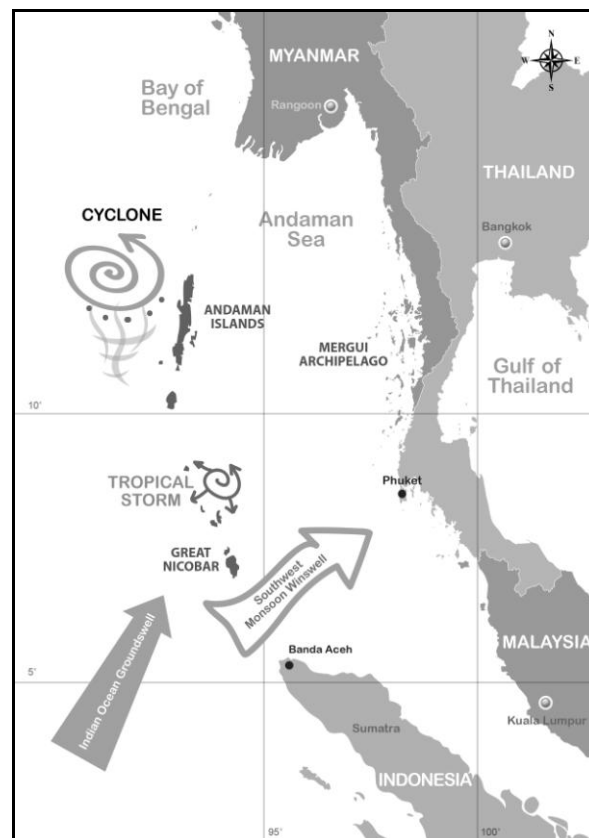 MYANMAR
N
W
E
S
Bay of
Bengal
Rangoon
THAILAND
CYCLONE
Andaman
Sea
Bangkok
ANDAMAN
ISLANDS
MERGUI
ARCHIPELAGO
Gulf of
Thailand
10'
TROPICAL
STORM
Phuket
GREAT
NICOBAR
Southwest
Monsoon Winswell
Indian Ocean Groundswell
Banda Aceh
MALAYSIA
5'
Kuala Lumpur
Sumatra
INDONESIA
95'
100'